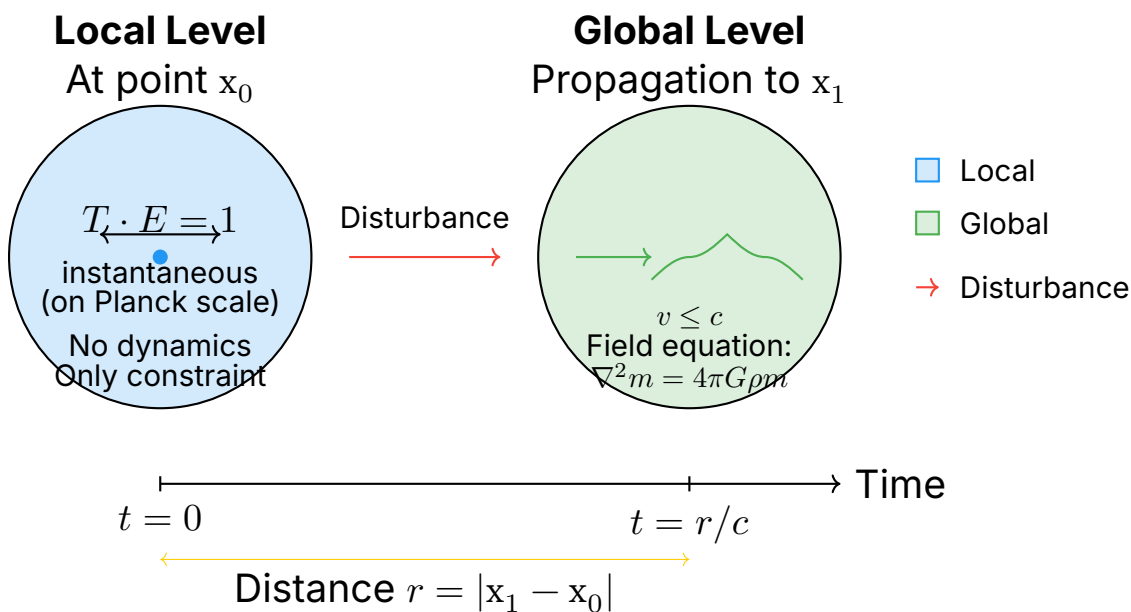 Local Level
At point x₀
T · E = 1
instantaneous
(on Planck scale)
No dynamics
Only constraint
Disturbance
Global Level
Propagation to x₁
v ≤ c
Field equation:
∇²m = 4πGρm
Local
Global
Disturbance
Time
t = 0
t = r/c
Distance r = |x₁ − x₀|